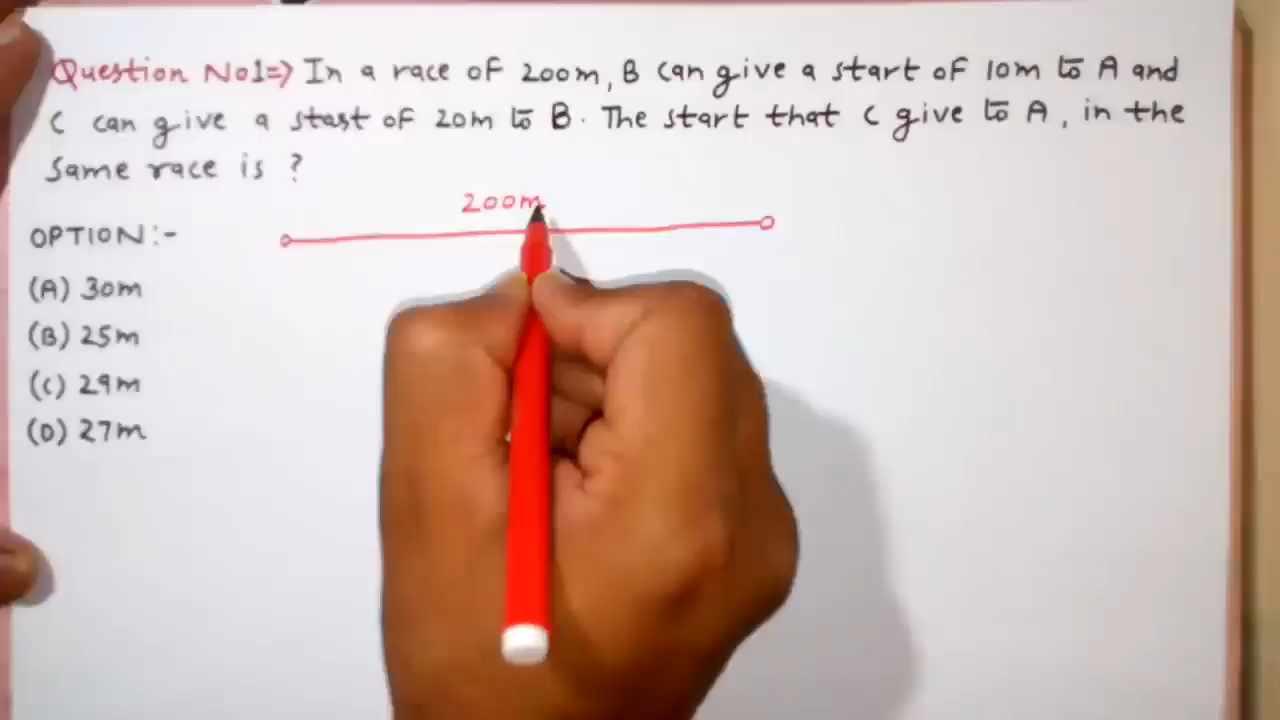 Question No1=> In a race of 200m, B can give a start of 10m to A and
C can give a stast of 20m to B. The start that C give to A, in the
Same race is ?
200m
OPTION:-
(A) 30m
(B) 25m
(C) 29m
(D) 27m